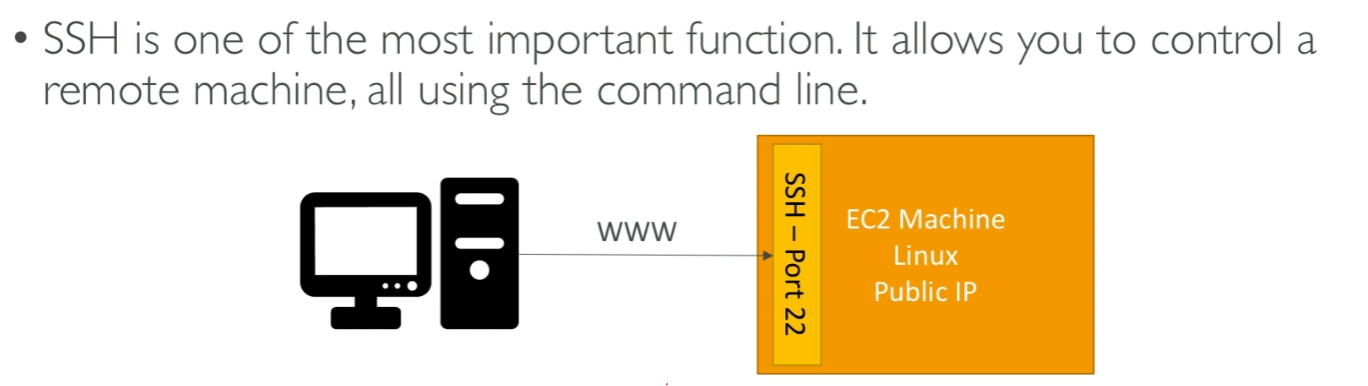 • SSH is one of the most important function. It allows you to control a
remote machine, all using the command line.
WWW
SSH – Port 22
EC2 Machine
Linux
Public IP